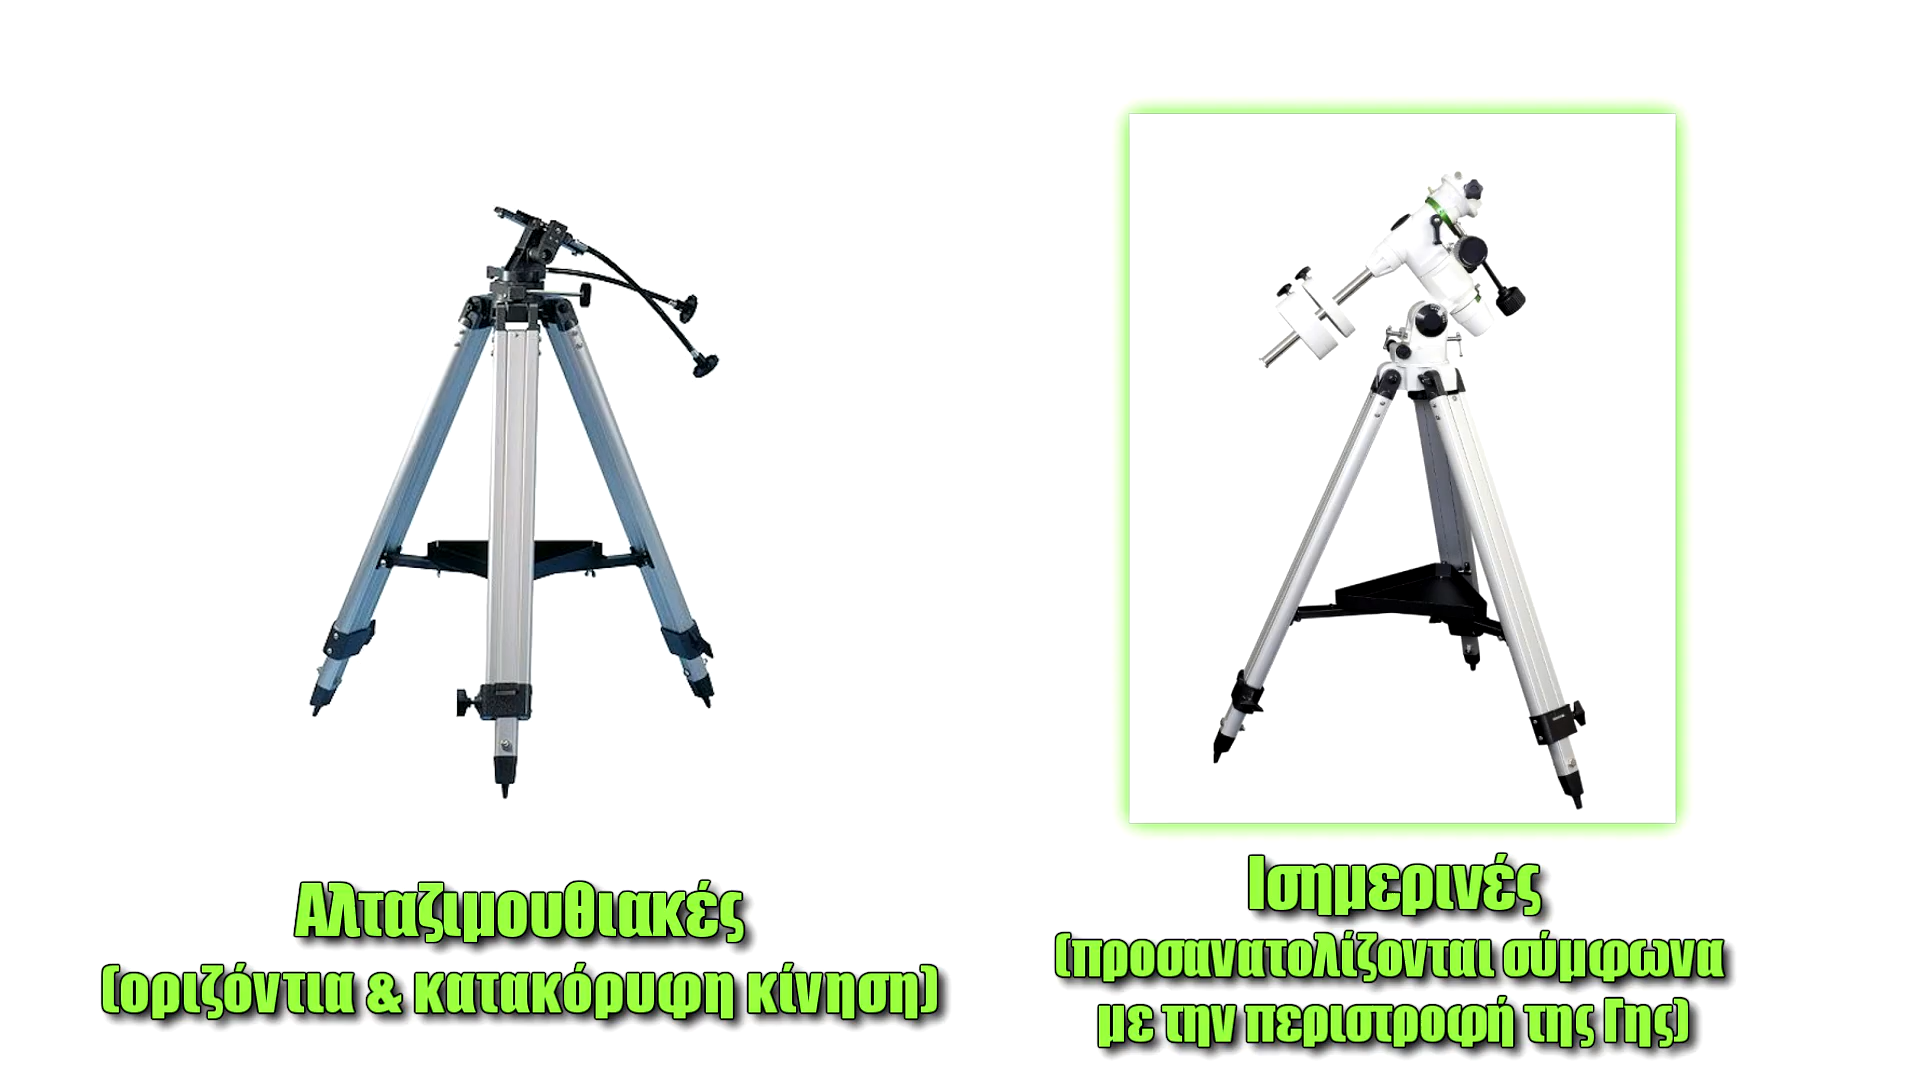 Αλταζιμουθιακές
(οριζόντια & κατακόρυφη κίνηση)
Ισημερινές
(προσανατολίζονται σύμφωνα
με την περιστροφή της Γης)